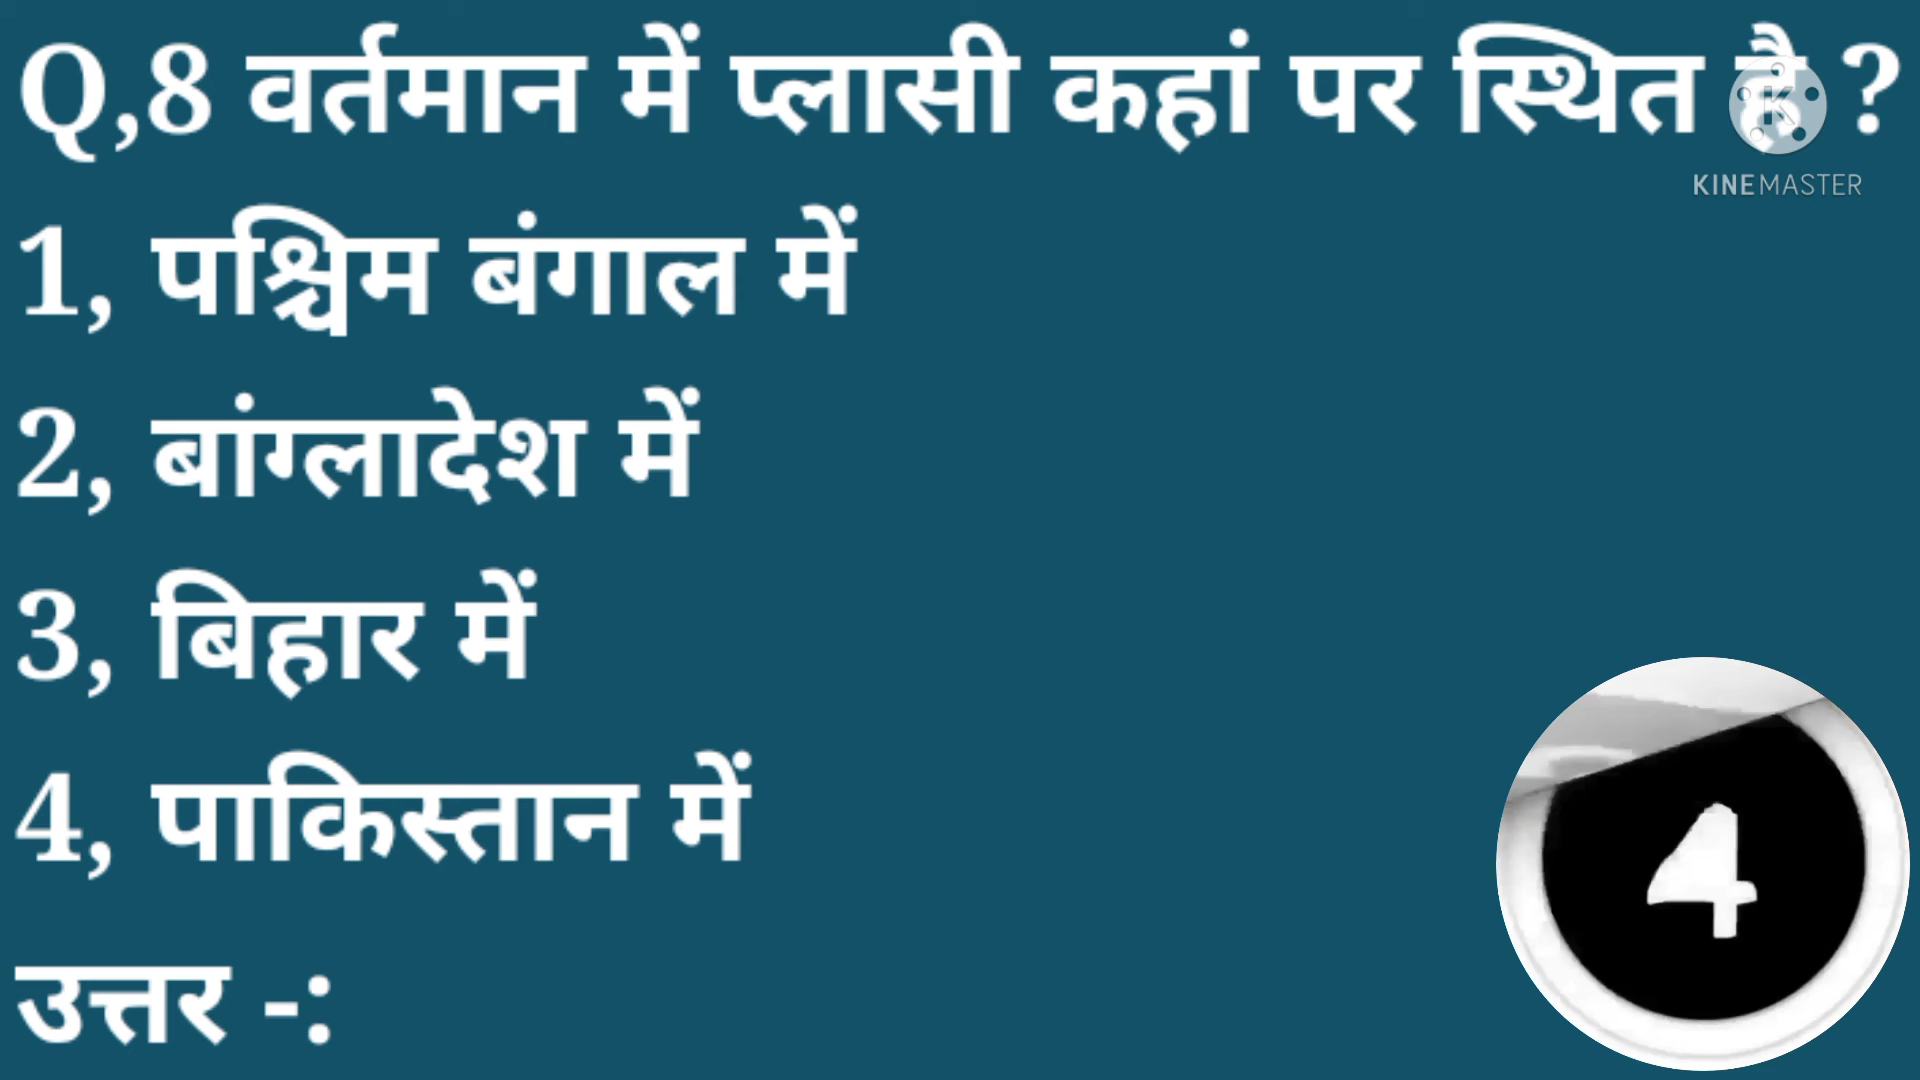 Q,8 वर्तमान में प्लासी कहां पर स्थित है ?
KINEMASTER
1, पश्चिम बंगाल में
2, बांग्लादेश में
3, बिहार में
4, पाकिस्तान में
4
उत्तर -: